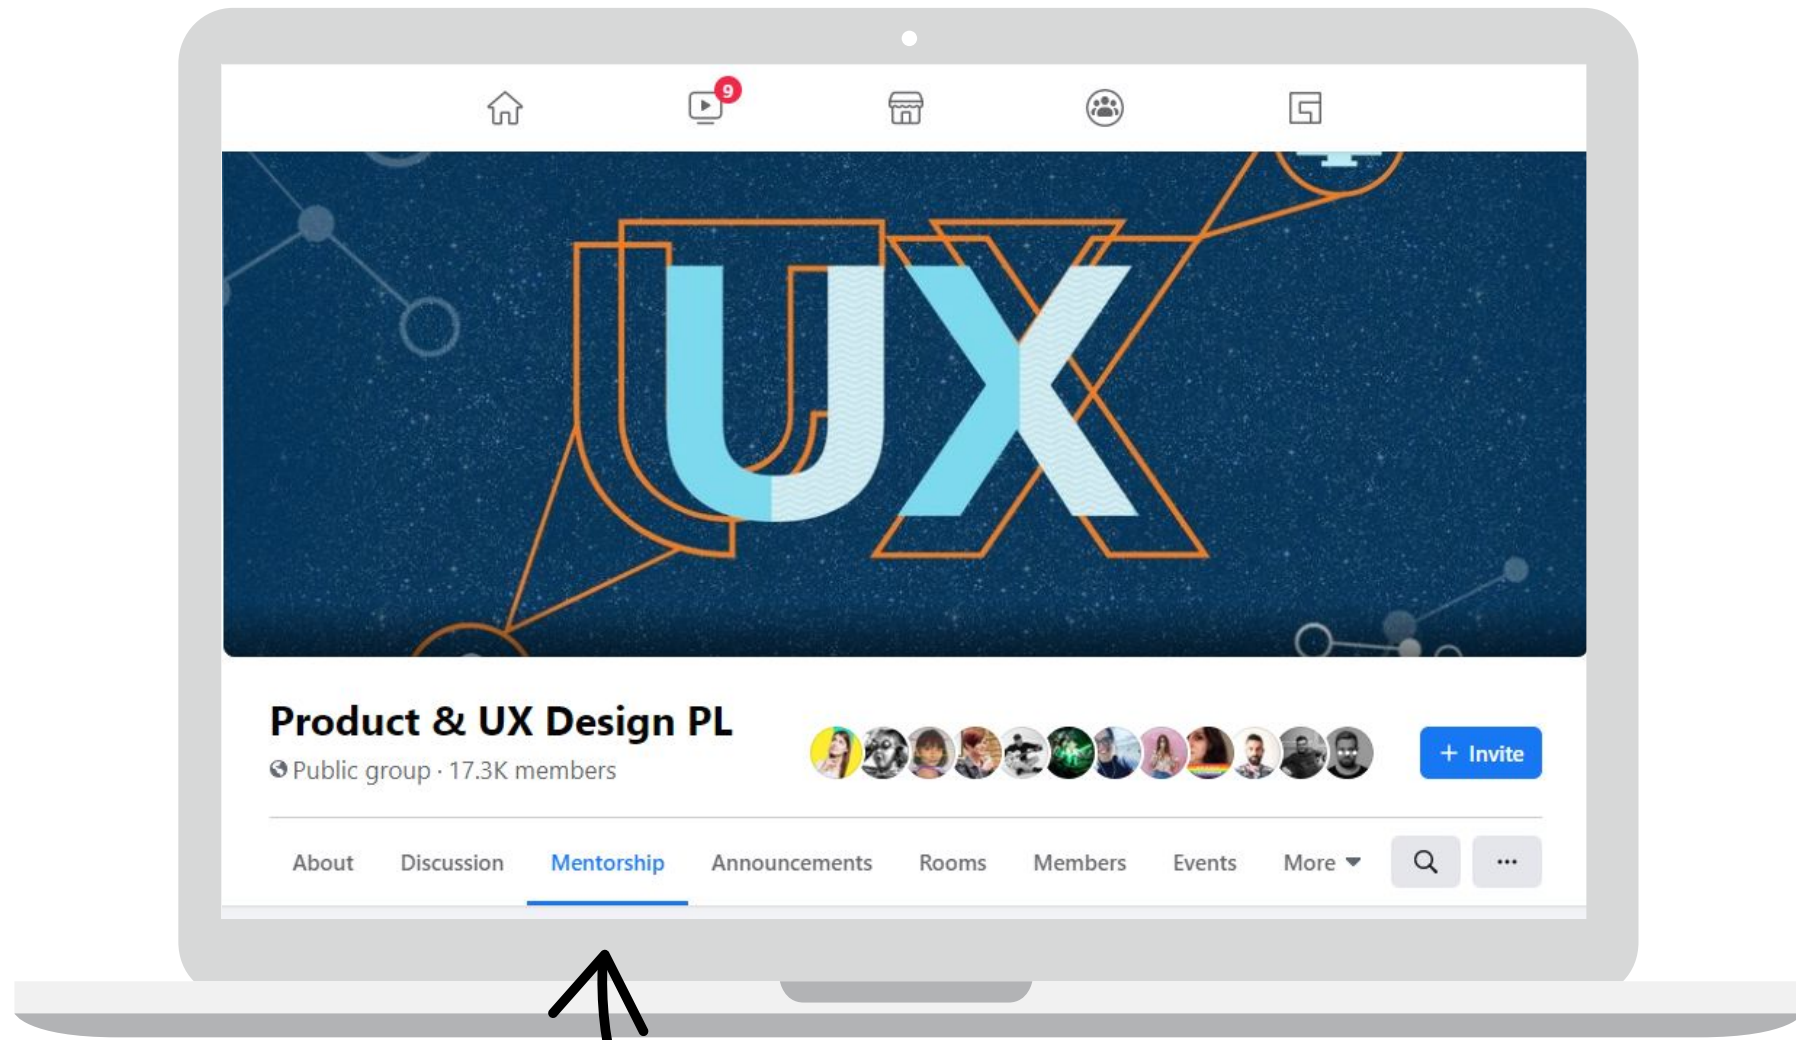 9
UX
Product & UX Design PL
Public group · 17.3K members
+ Invite
About Discussion Mentorship Announcements Rooms Members Events More